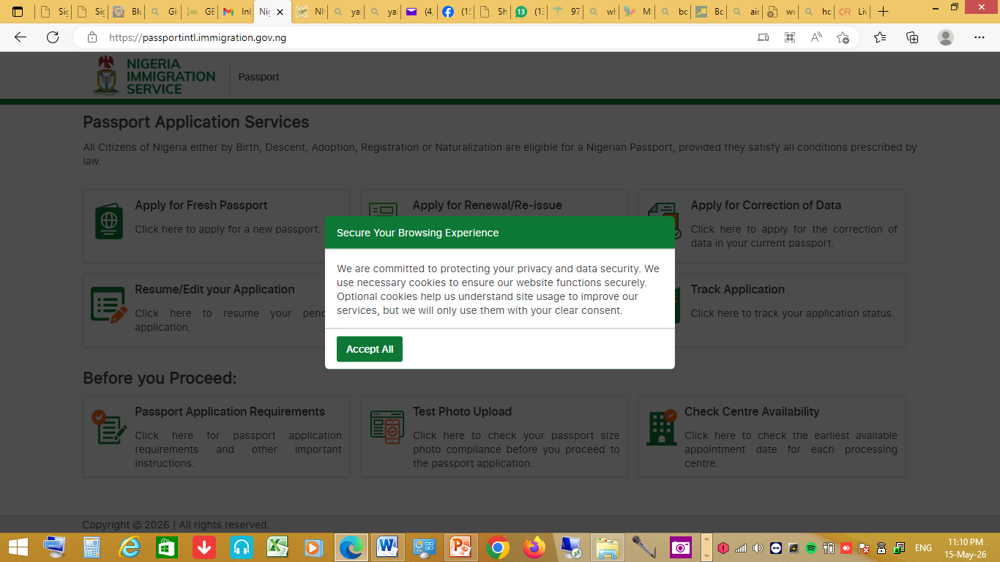 Sig
Sig
Blu
Giv
GE
Inb
Nig
NI
yal
yal
(4,
(15
Sh
13
(13
97
wl
M:
bc
Bc
air
wv
hc
Liv
https://passportintl.immigration.gov.ng
NIGERIA
IMMIGRATION
SERVICE
Passport
Passport Application Services
All Citizens of Nigeria either by Birth, Descent, Adoption, Registration or Naturalization are eligible for a Nigerian Passport, provided they satisfy all conditions prescribed by
law.
Apply for Fresh Passport
Click here to apply for a new passport.
Apply for Renewal/Re-issue
Apply for Correction of Data
Click here to apply for the correction of
data in your current passport.
Secure Your Browsing Experience
We are committed to protecting your privacy and data security. We
use necessary cookies to ensure our website functions securely.
Optional cookies help us understand site usage to improve our
services, but we will only use them with your clear consent.
Accept All
Resume/Edit your Application
Click here to resume your pend
application.
Track Application
Click here to track your application status.
Before you Proceed:
Passport Application Requirements
Click here for passport application
requirements and other important
instructions.
Test Photo Upload
Click here to check your passport size
photo compliance before you proceed to
the passport application.
Check Centre Availability
Click here to check the earliest available
appointment date for each processing
centre.
Copyright © 2026 | All rights reserved.
ENG
11:10 PM
15-May-26